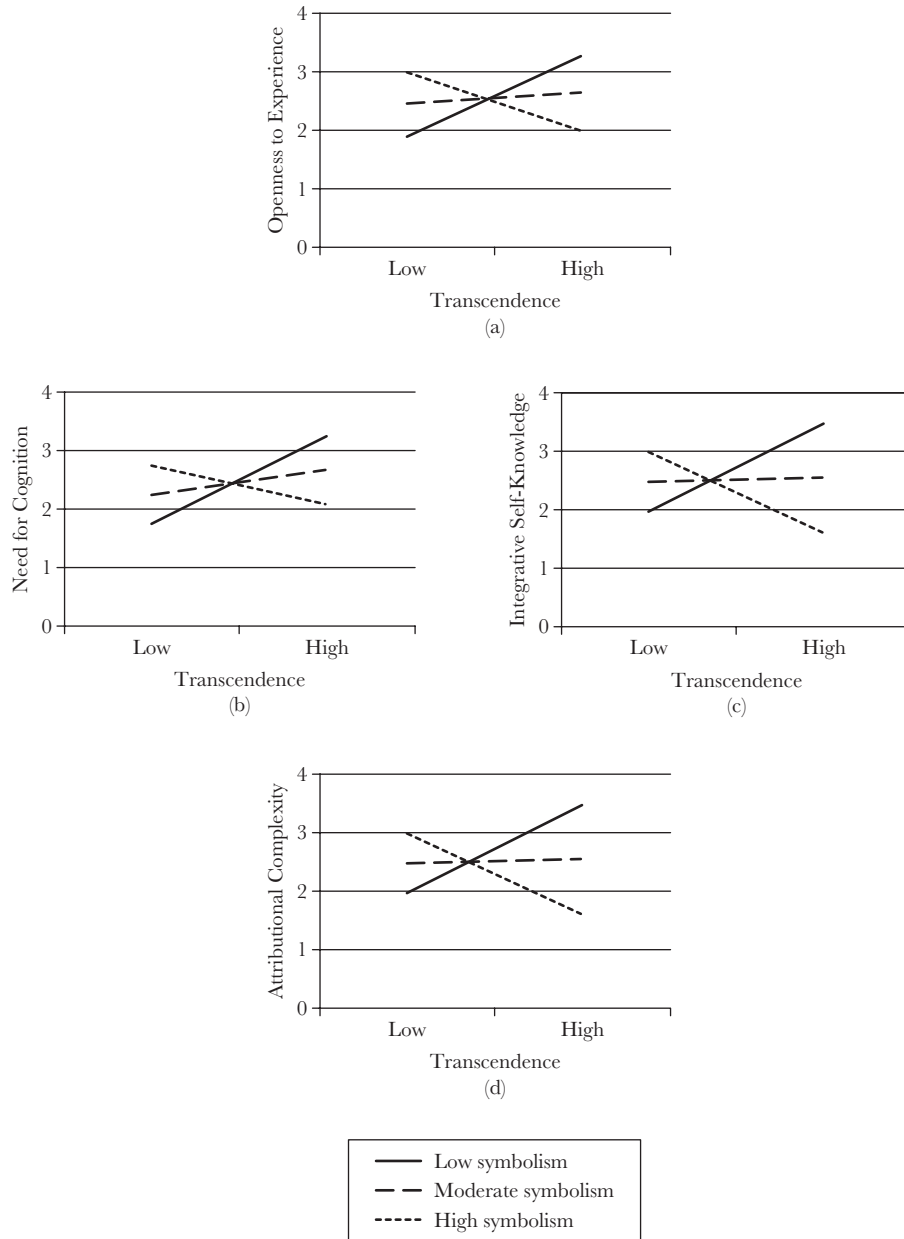 4
3
2
1
0
Openness to Experience
Low High
Transcendence
(a)
4
3
2
1
0
Need for Cognition
Low High
Transcendence
(b)
4
3
2
1
0
Integrative Self-Knowledge
Low High
Transcendence
(c)
4
3
2
1
0
Attributional Complexity
Low High
Transcendence
(d)
Low symbolism
Moderate symbolism
High symbolism